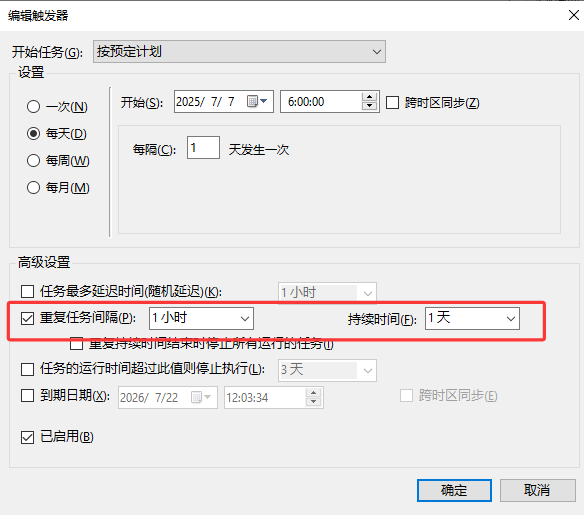 编辑触发器
开始任务(G): 按预定计划
设置
一次(N)
每天(D)
每周(W)
每月(M)
开始(S): 2025/ 7/ 7 6:00:00 跨时区同步(Z)
每隔(C): 1 天发生一次
高级设置
任务最多延迟时间(随机延迟)(K): 1 小时
重复任务间隔(P): 1 小时 持续时间(F): 1 天
重复持续时间结束时停止所有运行的任务(I)
任务的运行时间超过此值则停止执行(L): 3 天
到期日期(X): 2026/ 7/22 12:03:34 跨时区同步(E)
已启用(B)
确定 取消